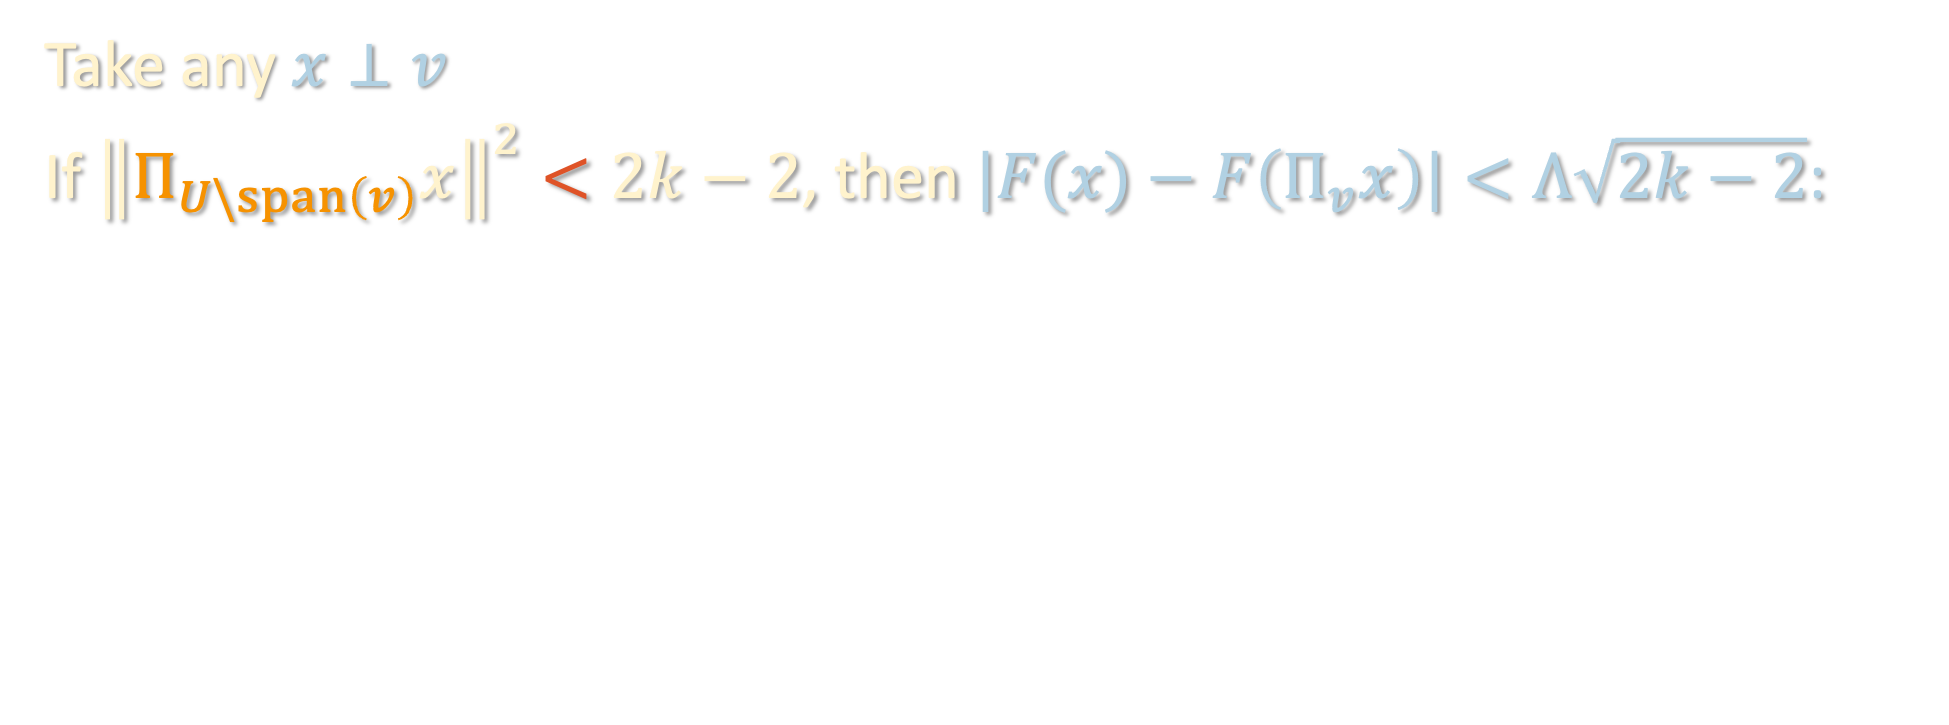 Take any 𝒙 ⊥ 𝒗
If ‖Π_{U\span(v)}x‖² < 2k − 2, then |F(x) − F(Π_v x)| < Λ√(2k − 2):